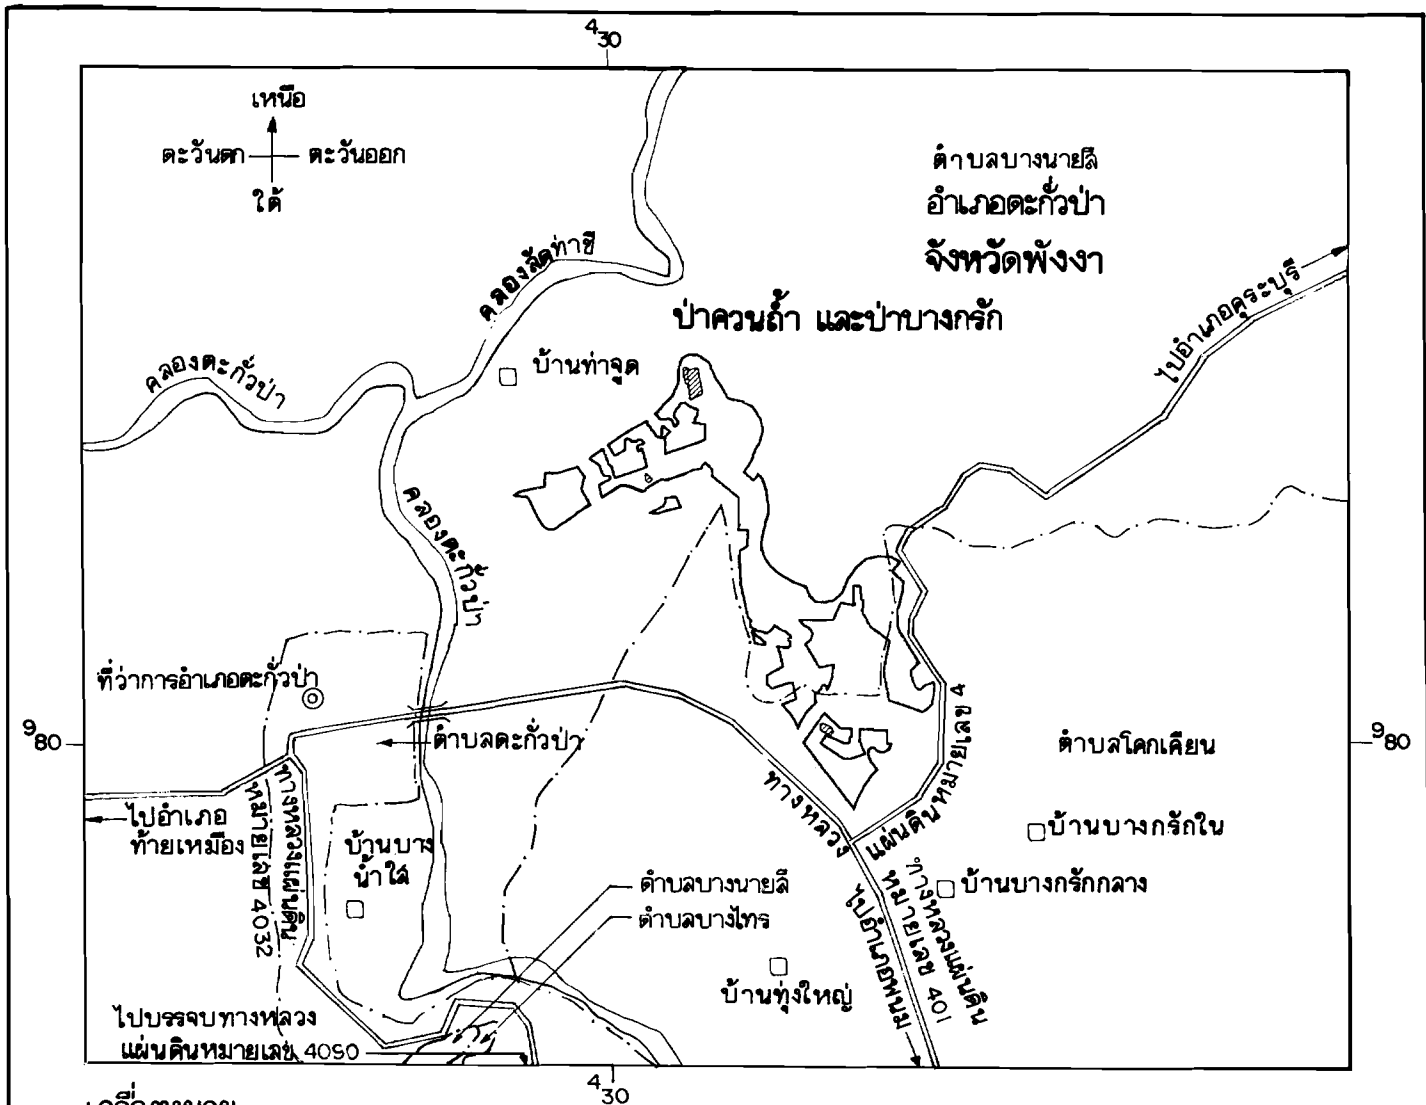 430
เหนือ
ตะวันตก ตะวันออก
ใต้
ตำบลบางนายสี
อำเภอตะกั่วป่า
จังหวัดพังงา
คลองลัดท่าชี
ป่าควนถ้ำ และป่าบางกรัก
ไปอำเภอคุระบุรี
บ้านท่าจูด
คลองตะกั่วป่า
คลองตะกั่วป่า
ที่ว่าการอำเภอตะกั่วป่า
980
ตำบลตะกั่วป่า
ตำบลโคกเคียน
980
ทางหลวง
แผ่นดินหมายเลข 4
ไปอำเภอ
ท้ายเหมือง
ทางหลวงแผ่นดิน
หมายเลข 4032
บ้านบาง
น้ำใส
บ้านบางกรักใน
บ้านบางกรักกลาง
ตำบลบางนายสี
ตำบลบางไทร
บ้านทุ่งใหญ่
ไปอำเภอพนม
ทางหลวงแผ่นดิน
หมายเลข 401
ไปบรรจบทางหลวง
แผ่นดินหมายเลข 4090
430